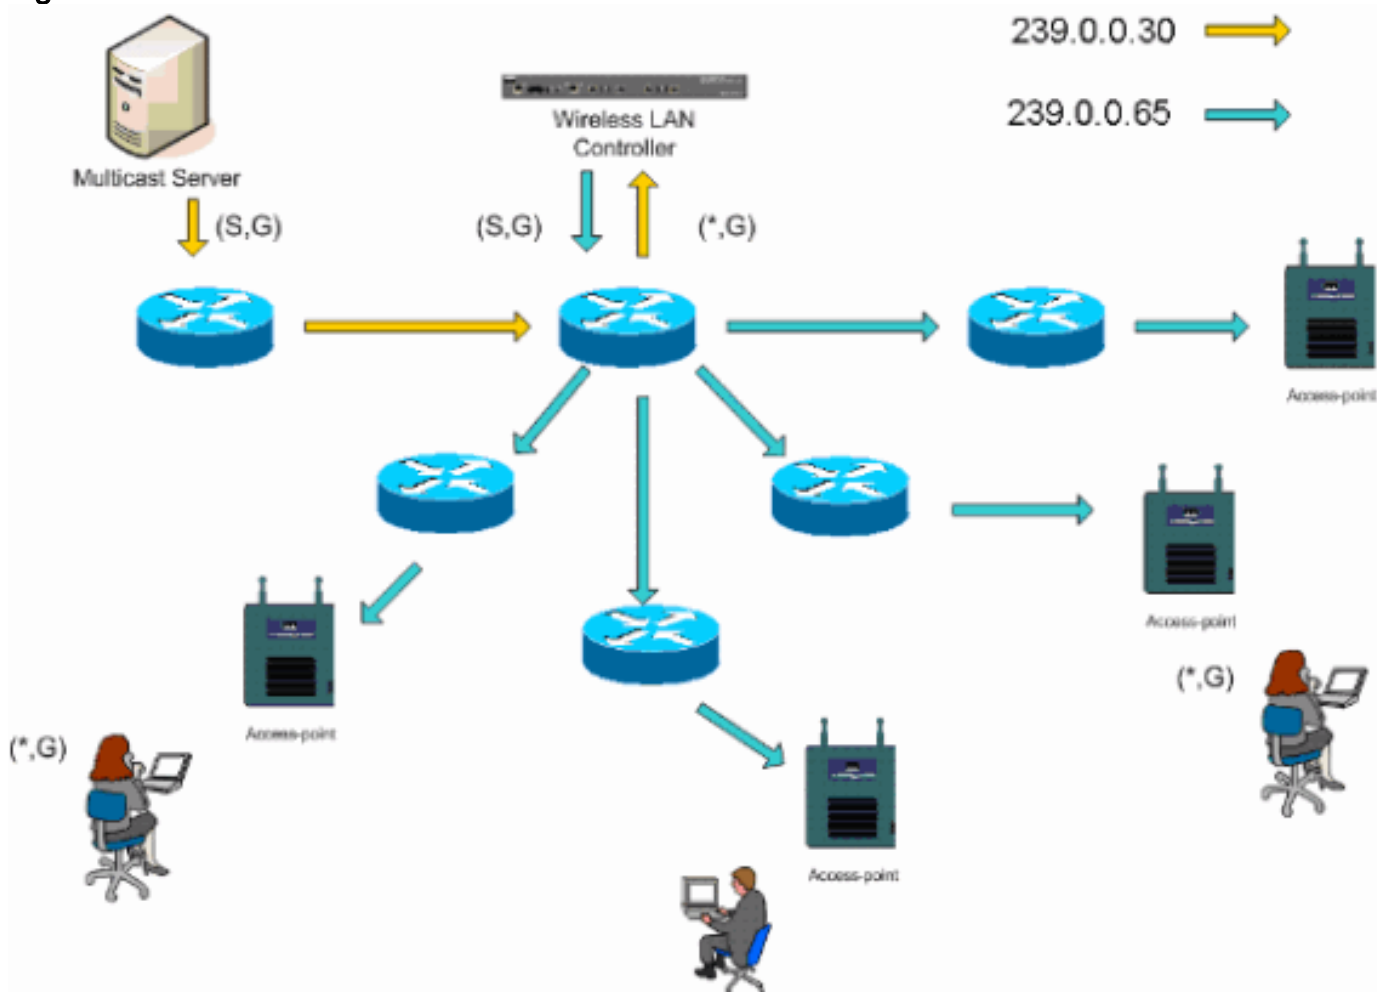 239.0.0.30
239.0.0.65
Wireless LAN
Controller
Multicast Server
(S,G)
(S,G)
(*,G)
Access-point
Access-point
(*,G)
Access-point
(*,G)
Access-point